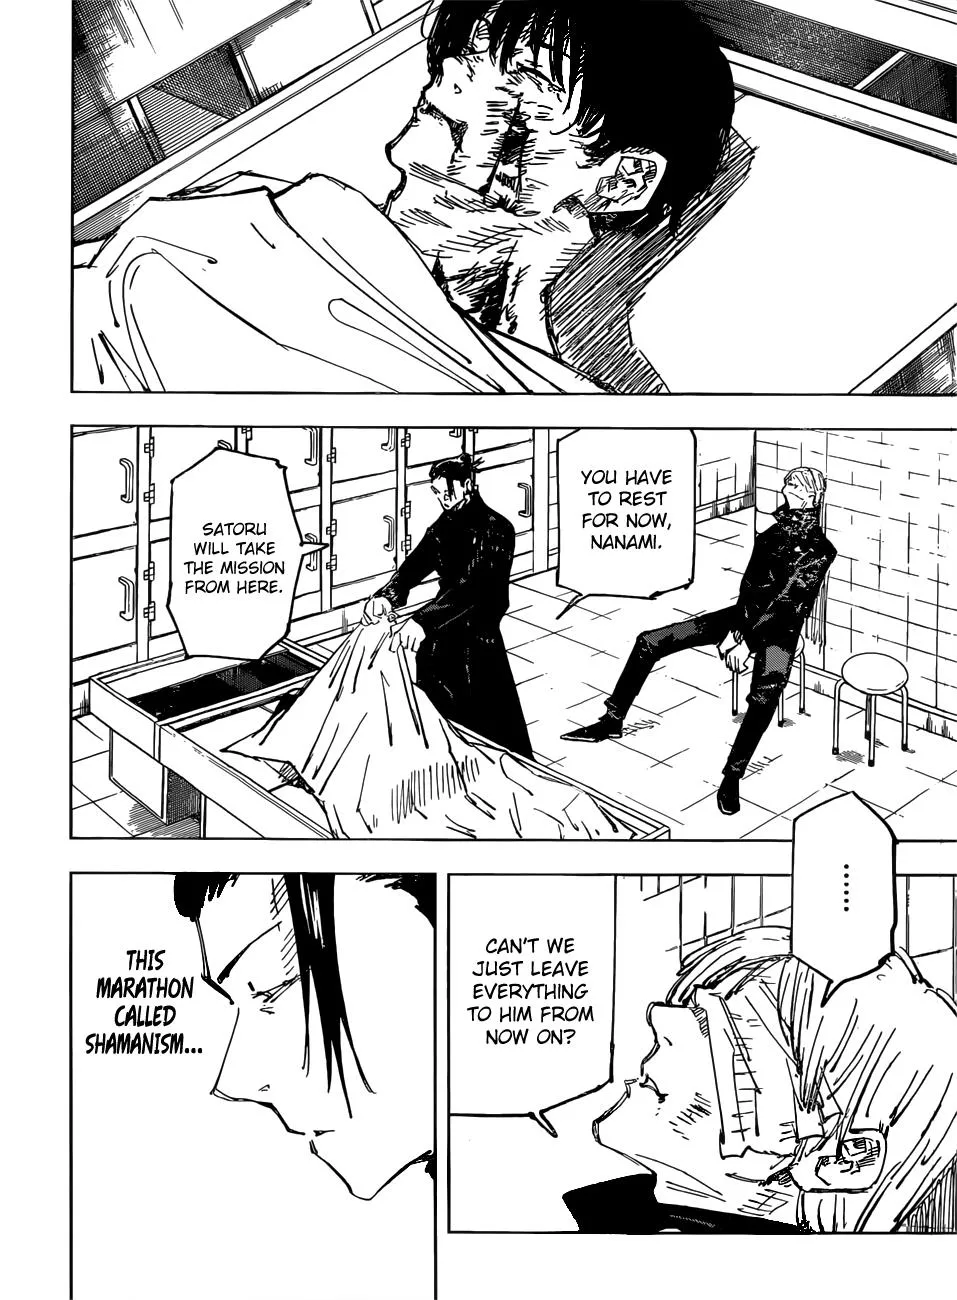 YOU HAVE
TO REST
FOR NOW,
NANAMI.
SATORU
WILL TAKE
THE MISSION
FROM HERE.
......
CAN'T WE
JUST LEAVE
EVERYTHING
TO HIM FROM
NOW ON?
THIS
MARATHON
CALLED
SHAMANISM...